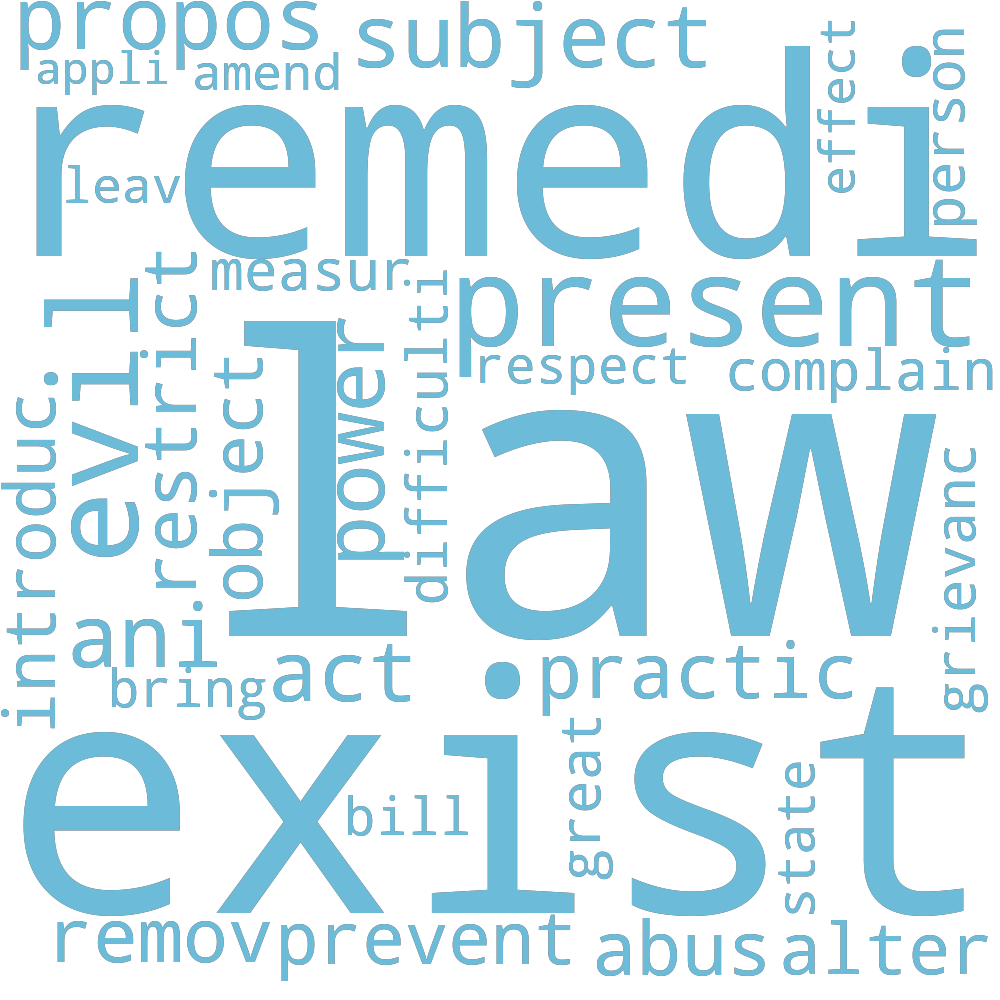 propos
subject
appli
amend
effect
person
remedi
leav
measur
present
respect
complain
restrict
evil
object
power
difficulti
law
introduc.
grievanc
ani
bring
act
practic
exist
bill
great
state
remov
prevent
abus
alter